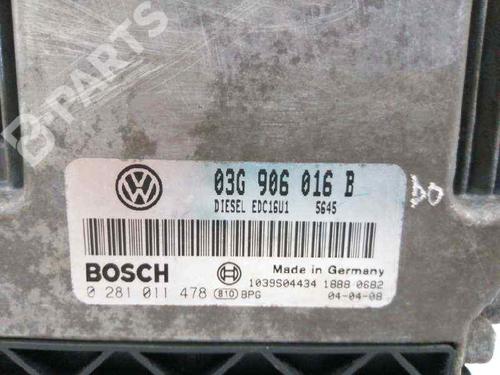 B-PARTS
03G 906 016 B
DIESEL EDC16U1 5645
BOSCH
Made in Germany
1039S04434 1888 0682
0 281 011 478 810 BPG
04-04-08